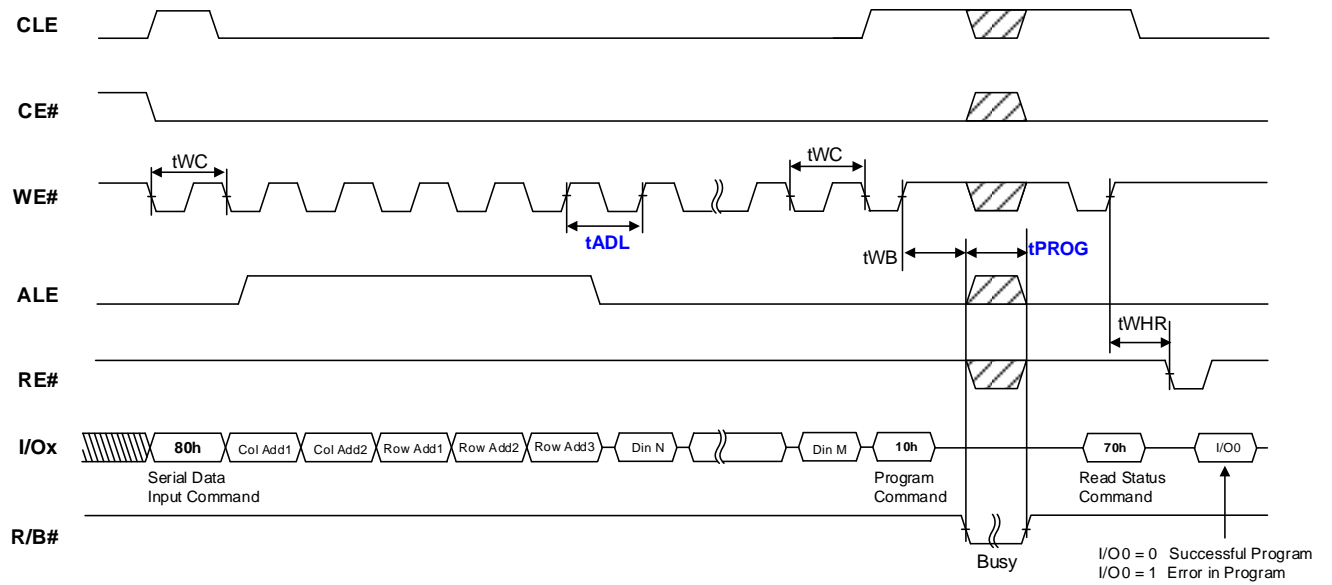 CLE
CE#
tWC
tWC
WE#
tADL
tWB
tPROG
ALE
tWHR
RE#
I/Ox
80h
Col Add1
Col Add2
Row Add1
Row Add2
Row Add3
Din N
Din M
10h
70h
I/O0
Serial Data
Input Command
Program
Command
Read Status
Command
R/B#
Busy
I/O0 = 0 Successful Program
I/O0 = 1 Error in Program